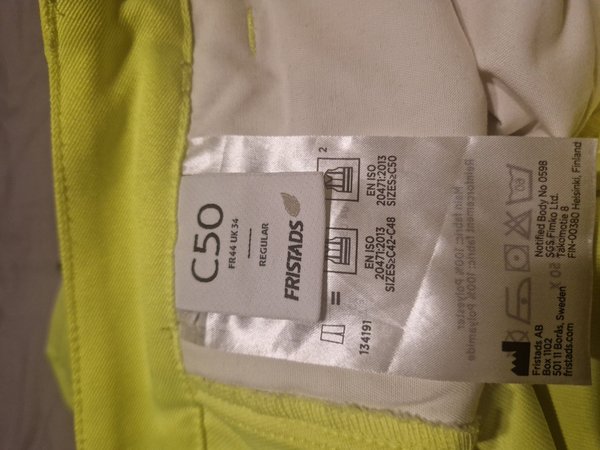 C50
FR44 UK 34
REGULAR
FRISTADS
134191
=
EN ISO
20471:2013
SIZES≥C42-C48
2
EN ISO
20471:2013
SIZES≥C50
Fristads AB
Box 1102
501 11 Borås, Sweden
fristads.com
Notified Body No 0598
SGS Fimko Ltd.
Takomotie 8
FIN-00380 Helsinki, Finland